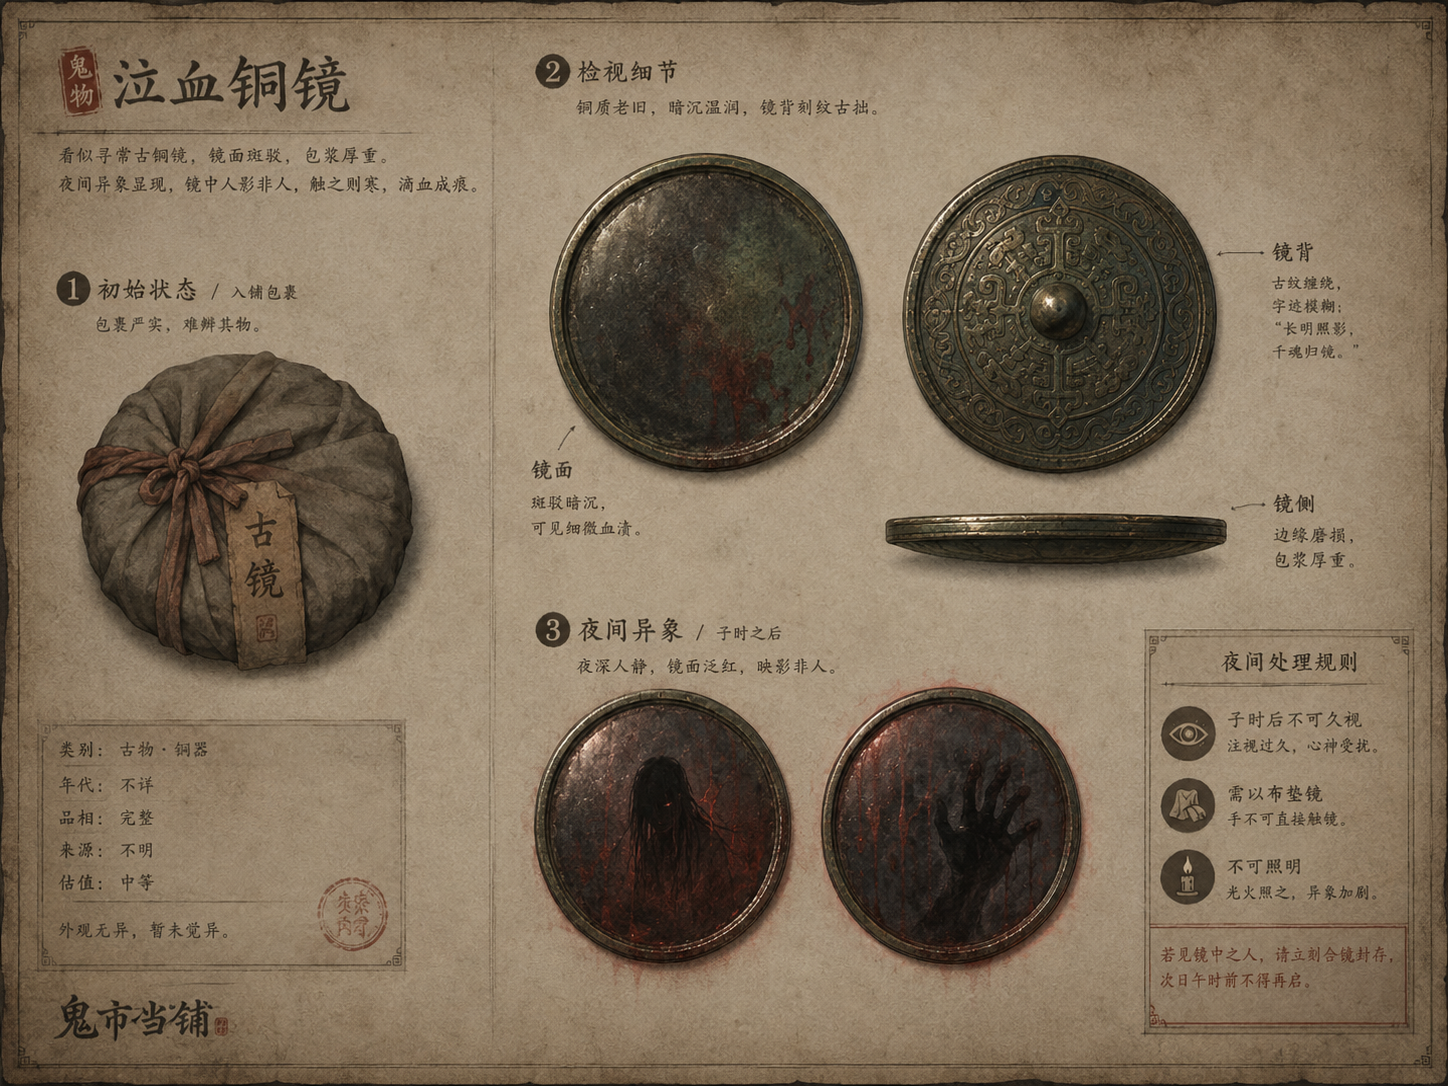 鬼物
泣血铜镜
看似寻常古铜镜，镜面斑驳，包浆厚重。
夜间异象显现，镜中人影非人，触之则寒，滴血成痕。
1 初始状态 / 入铺包裹
包裹严实，难辨其物。
古镜
类别：古物·铜器
年代：不详
品相：完整
来源：不明
估值：中等
外观无异，暂未觉异。
鬼市当铺
2 检视细节
铜质老旧，暗沉温润，镜背刻纹古拙。
镜面
斑驳暗沉，
可见细微血渍。
镜背
古纹缠绕，
字迹模糊：
“长明照影，
千魂归镜。”
镜侧
边缘磨损，
包浆厚重。
3 夜间异象 / 子时之后
夜深人静，镜面泛红，映影非人。
夜间处理规则
子时后不可久视
注视过久，心神受扰。
需以布垫镜
手不可直接触镜。
不可照明
光火照之，异象加剧。
若见镜中之人，请立刻合镜封存，
次日午时前不得再启。